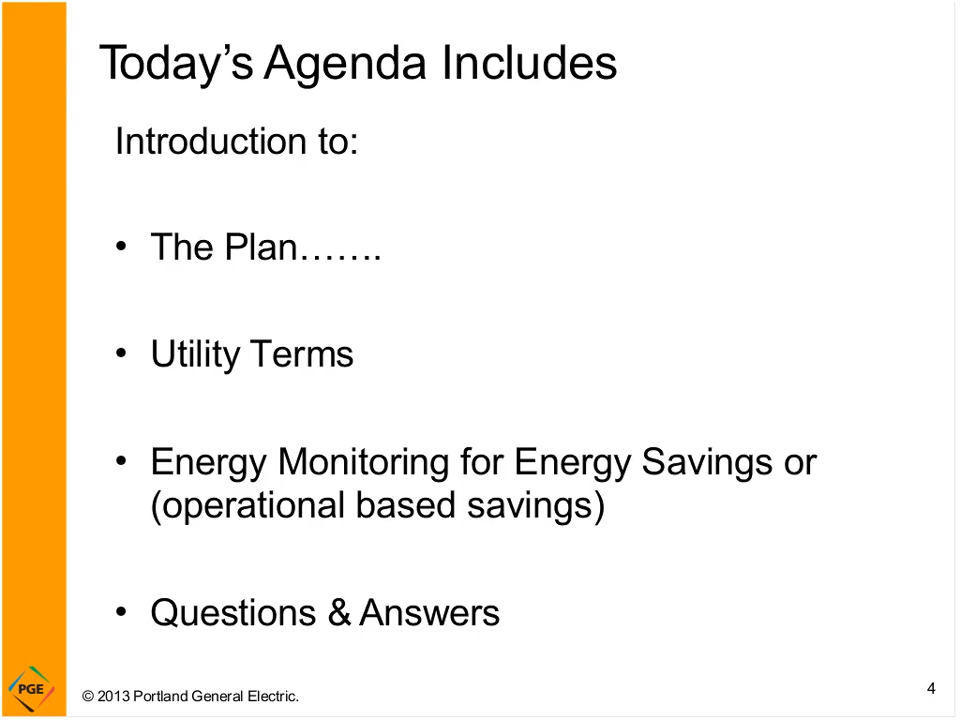 Today’s Agenda Includes
Introduction to:
• The Plan…….
• Utility Terms
• Energy Monitoring for Energy Savings or
(operational based savings)
• Questions & Answers
PGE
© 2013 Portland General Electric.
4